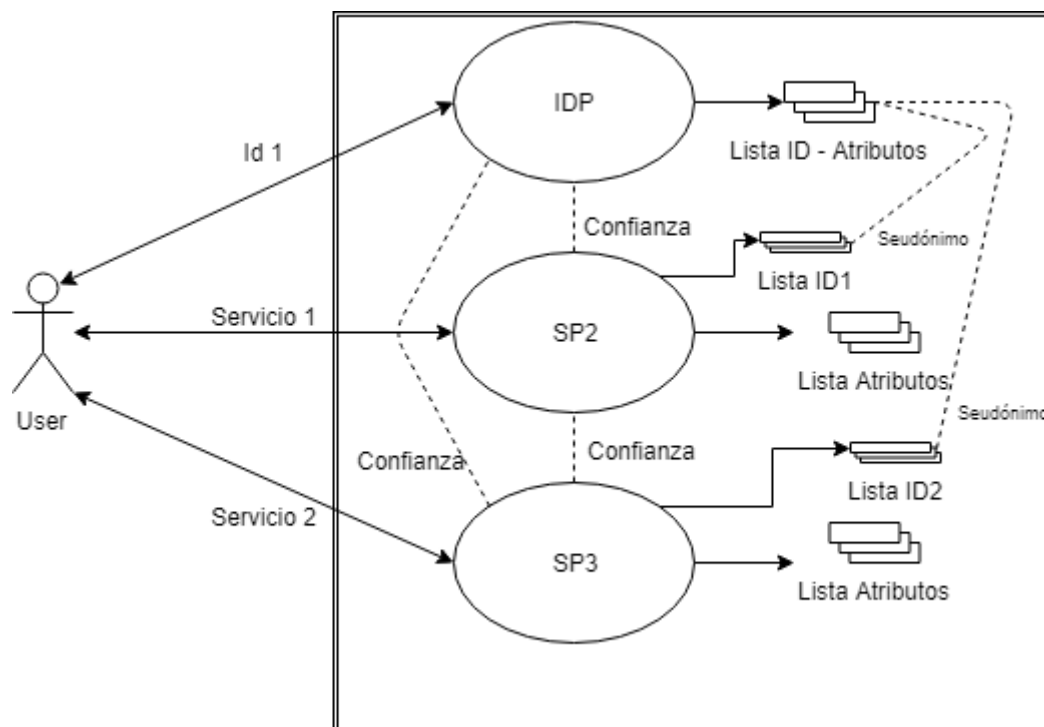 IDP
Id 1
Lista ID - Atributos
Confianza
Seudónimo
Lista ID1
Servicio 1
SP2
Lista Atributos
User
Seudónimo
Confianza
Confianza
Lista ID2
Servicio 2
SP3
Lista Atributos